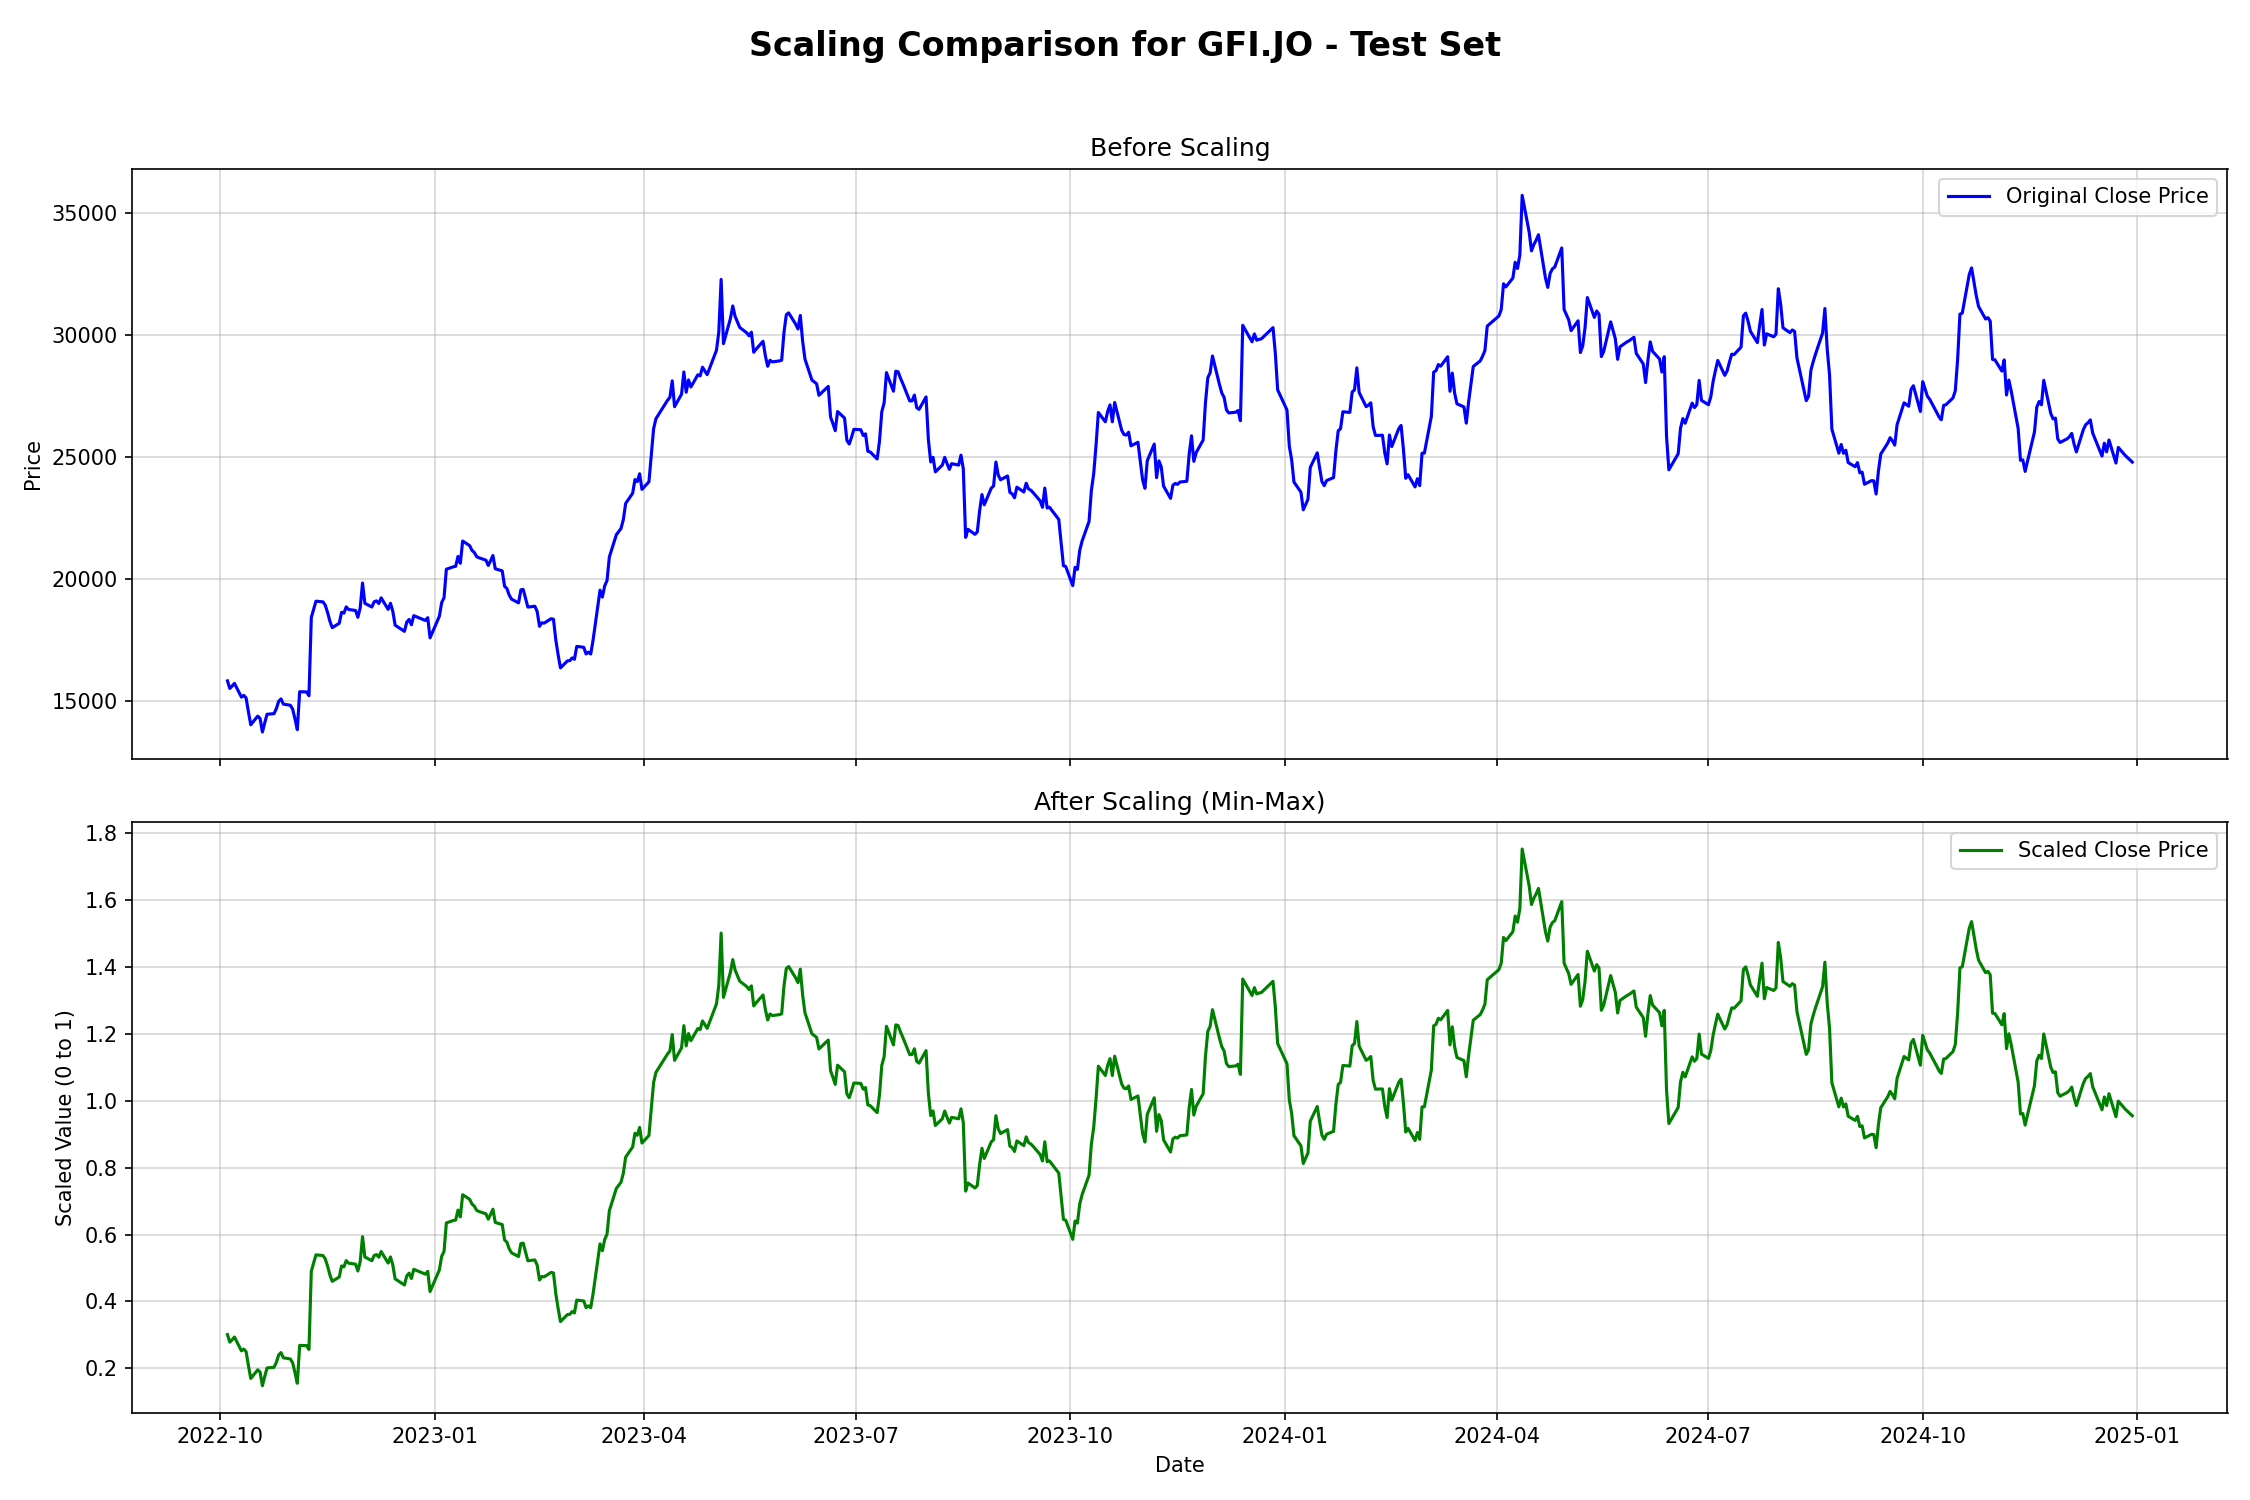 Scaling Comparison for GFI.JO - Test Set
Before Scaling
Original Close Price
35000
30000
25000
20000
15000
Price
After Scaling (Min-Max)
Scaled Close Price
1.8
1.6
1.4
1.2
1.0
0.8
0.6
0.4
0.2
Scaled Value (0 to 1)
2022-10 2023-01 2023-04 2023-07 2023-10 2024-01 2024-04 2024-07 2024-10 2025-01
Date